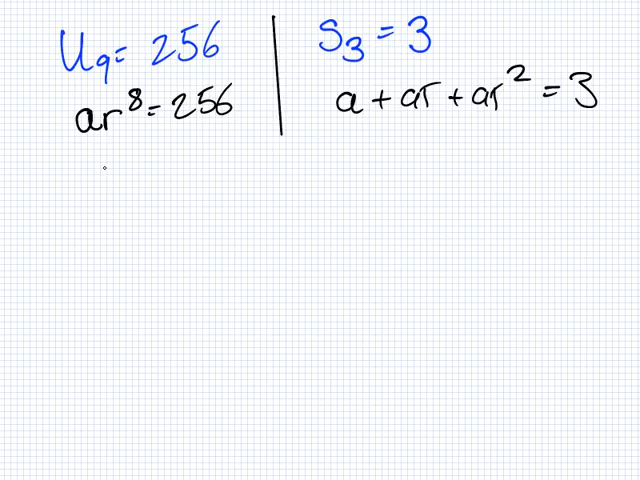 U₉= 256
ar⁸= 256
S₃ = 3
a + ar + ar² = 3